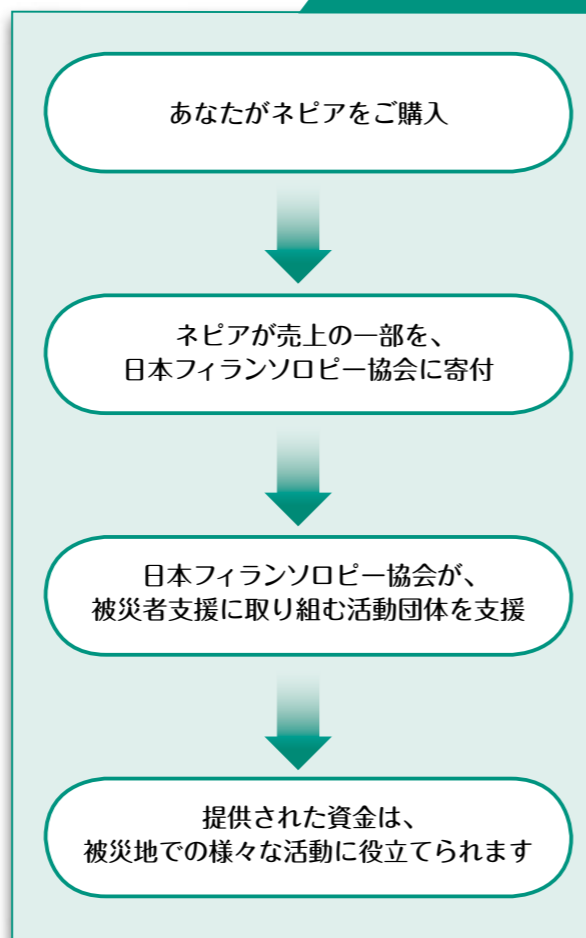 あなたがネピアをご購入
ネピアが売上の一部を、
日本フィランソロピー協会に寄付
日本フィランソロピー協会が、
被災者支援に取り組む活動団体を支援
提供された資金は、
被災地での様々な活動に役立てられます